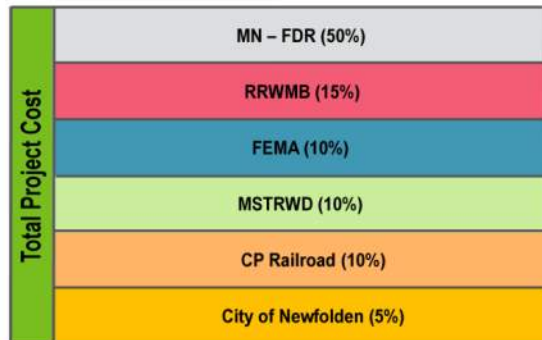 Total Project Cost
MN – FDR (50%)
RRWMB (15%)
FEMA (10%)
MSTRWD (10%)
CP Railroad (10%)
City of Newfolden (5%)